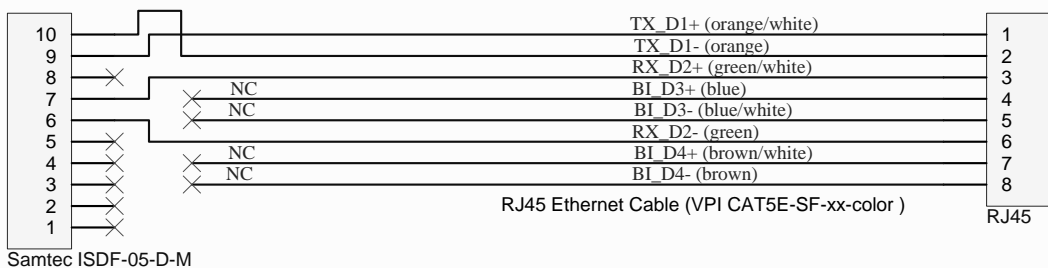 TX_D1+ (orange/white)
10
1
TX_D1- (orange)
9
2
RX_D2+ (green/white)
8
3
NC
BI_D3+ (blue)
7
4
NC
BI_D3- (blue/white)
6
5
RX_D2- (green)
5
6
NC
BI_D4+ (brown/white)
4
7
NC
BI_D4- (brown)
3
8
2
RJ45 Ethernet Cable (VPI CAT5E-SF-xx-color )
RJ45
1
Samtec ISDF-05-D-M